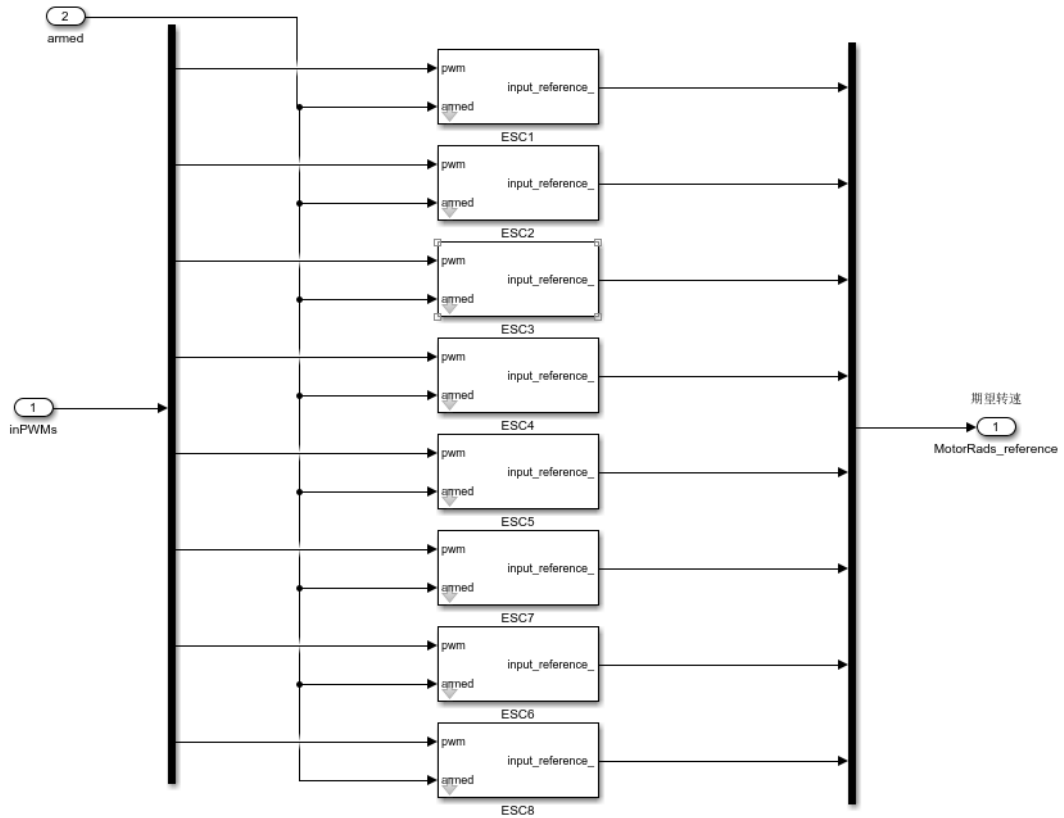 2
armed
pwm
armed
input_reference_
ESC1
pwm
armed
input_reference_
ESC2
pwm
armed
input_reference_
ESC3
pwm
armed
input_reference_
ESC4
1
inPWMs
期望转速
1
MotorRads_reference
pwm
armed
input_reference_
ESC5
pwm
armed
input_reference_
ESC7
pwm
armed
input_reference_
ESC6
pwm
armed
input_reference_
ESC8